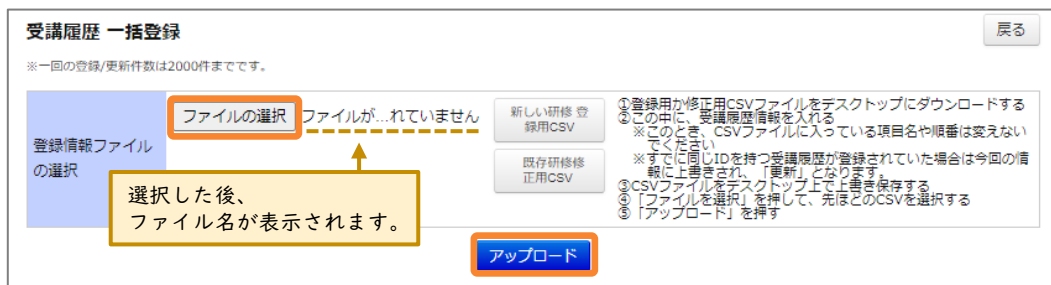 受講履歴 一括登録
戻る
※一回の登録/更新件数は2000件までです。
登録情報ファイル
の選択
ファイルの選択 ファイルが...れていません
選択した後、
ファイル名が表示されます。
新しい研修 登
録用CSV
既存研修修
正用CSV
①登録用か修正用CSVファイルをデスクトップにダウンロードする
②この中に、受講履歴情報を入れる
※このとき、CSVファイルに入っている項目名や順番は変えない
でください
※すでに同じIDを持つ受講履歴が登録されていた場合は今回の情
報に上書きされ、「更新」となります。
③CSVファイルをデスクトップ上で上書き保存する
④「ファイルを選択」を押して、先ほどのCSVを選択する
⑤「アップロード」を押す
アップロード